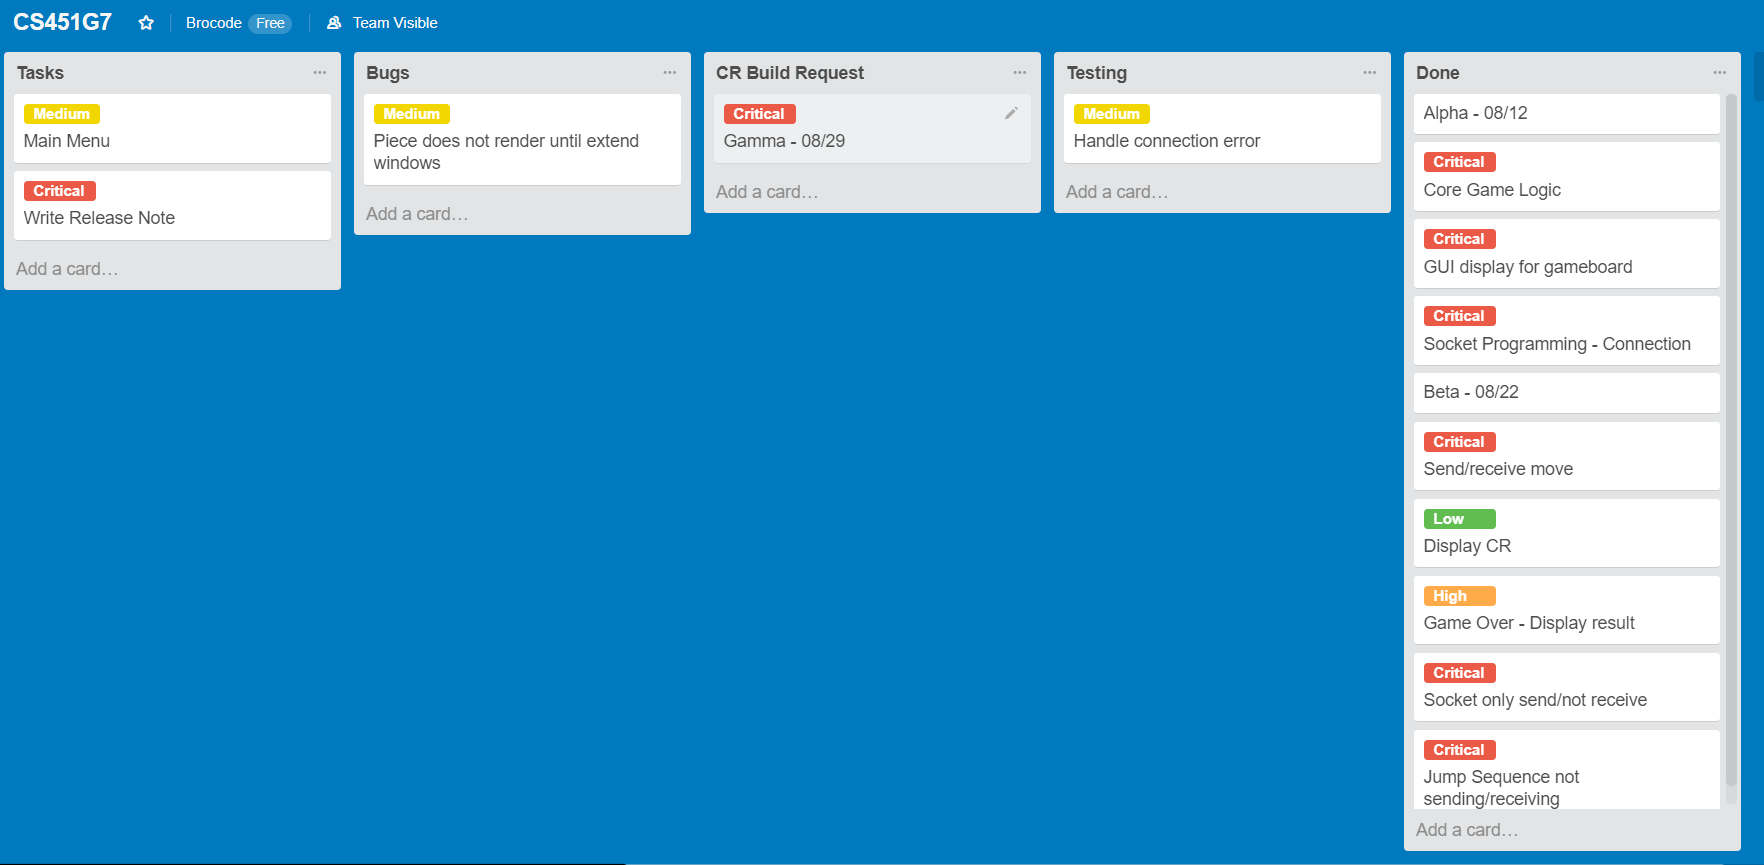 CS451G7 Brocode Free Team Visible
Tasks
Medium
Main Menu
Critical
Write Release Note
Add a card…
Bugs
Medium
Piece does not render until extend
windows
Add a card…
CR Build Request
Critical
Gamma - 08/29
Add a card…
Testing
Medium
Handle connection error
Add a card…
Done
Alpha - 08/12
Critical
Core Game Logic
Critical
GUI display for gameboard
Critical
Socket Programming - Connection
Beta - 08/22
Critical
Send/receive move
Low
Display CR
High
Game Over - Display result
Critical
Socket only send/not receive
Critical
Jump Sequence not
sending/receiving
Add a card…